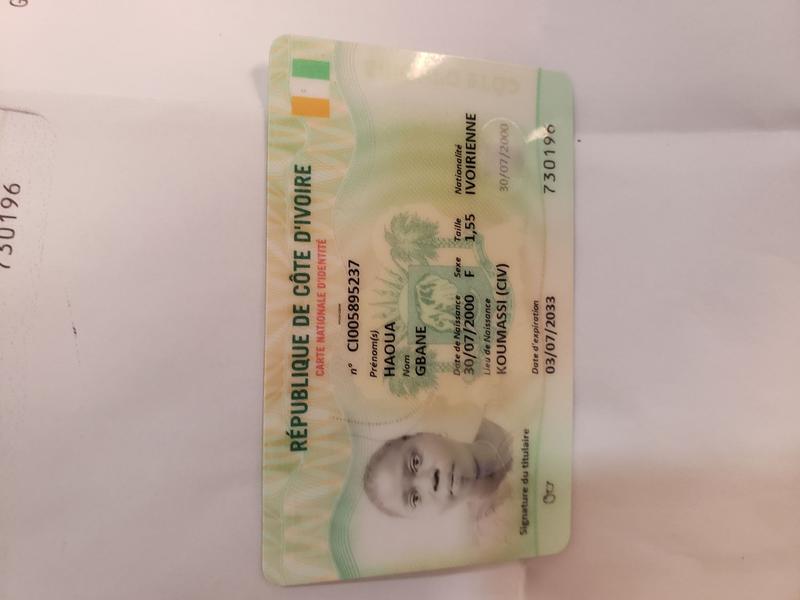 730196
G
RÉPUBLIQUE DE CÔTE D'IVOIRE
CARTE NATIONALE D'IDENTITÉ
n° CI005895237
Prénom(s)
HAOUA
Nom
GBANE
Date de Naissance Sexe Taille Nationalité
30/07/2000 F 1,55 IVOIRIENNE
Lieu de Naissance
KOUMASSI (CIV) 30/07/2000
Date d'expiration
03/07/2033 730196
Signature du titulaire